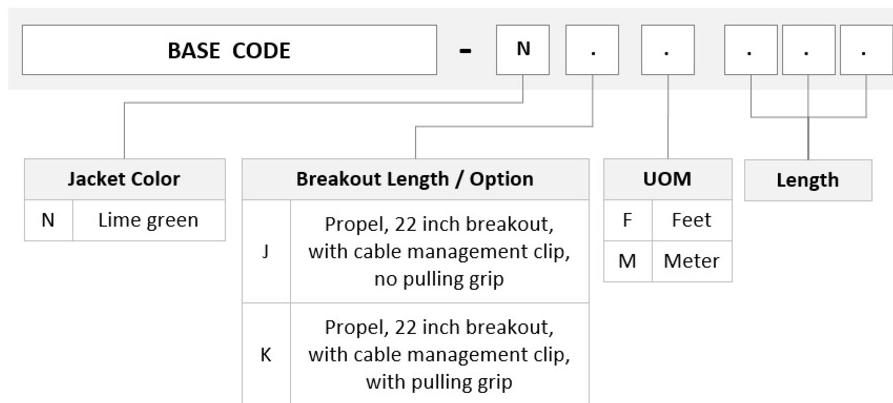 BASE CODE - N . . . . .
Jacket Color
N Lime green
Breakout Length / Option
J Propel, 22 inch breakout,
with cable management clip,
no pulling grip
K Propel, 22 inch breakout,
with cable management clip,
with pulling grip
UOM
F Feet
M Meter
Length